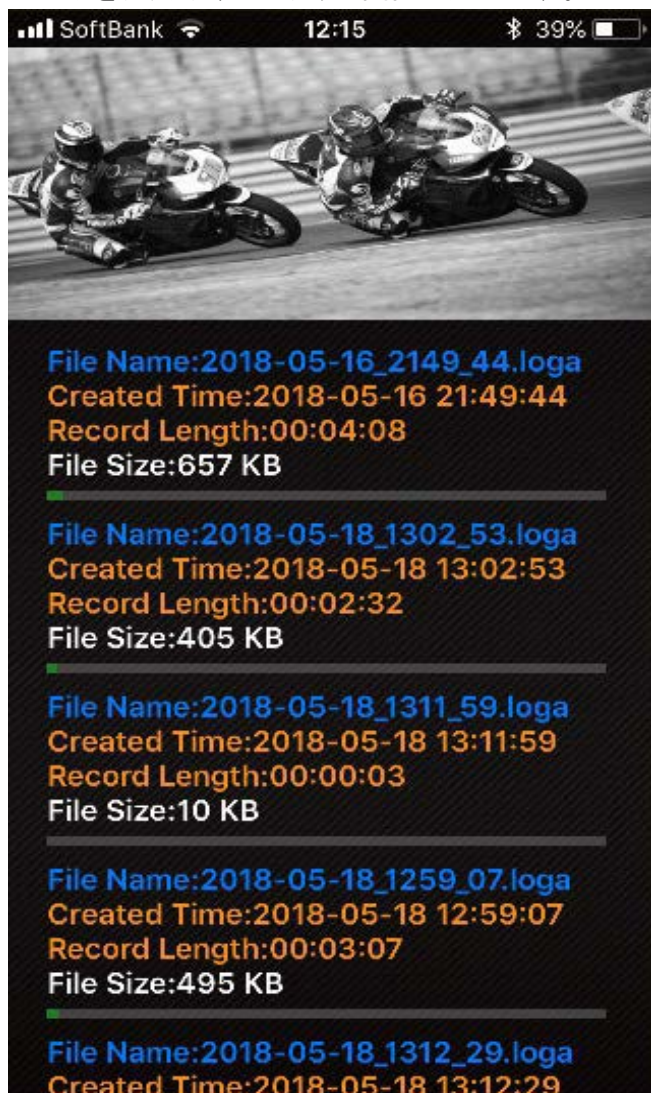 SoftBank 12:15 39%
File Name:2018-05-16_2149_44.loga
Created Time:2018-05-16 21:49:44
Record Length:00:04:08
File Size:657 KB
File Name:2018-05-18_1302_53.loga
Created Time:2018-05-18 13:02:53
Record Length:00:02:32
File Size:405 KB
File Name:2018-05-18_1311_59.loga
Created Time:2018-05-18 13:11:59
Record Length:00:00:03
File Size:10 KB
File Name:2018-05-18_1259_07.loga
Created Time:2018-05-18 12:59:07
Record Length:00:03:07
File Size:495 KB
File Name:2018-05-18_1312_29.loga
Created Time:2018-05-18 13:12:29